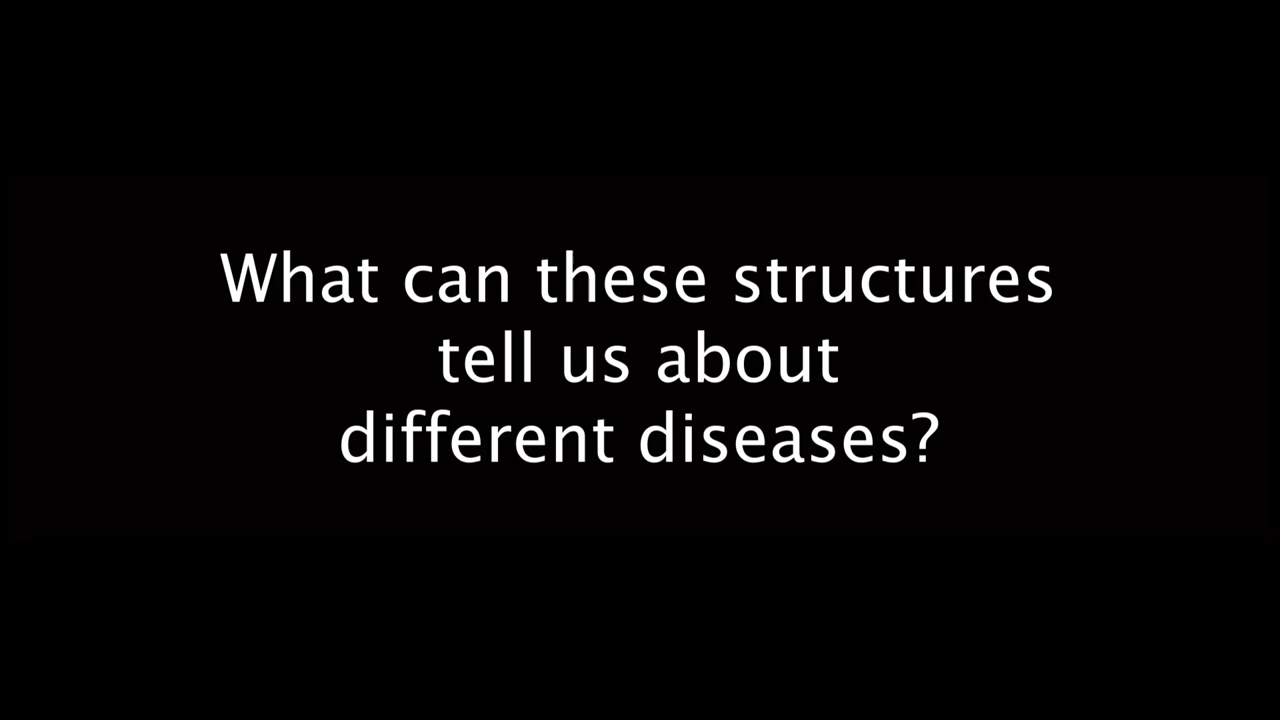 What can these structures
tell us about
different diseases?